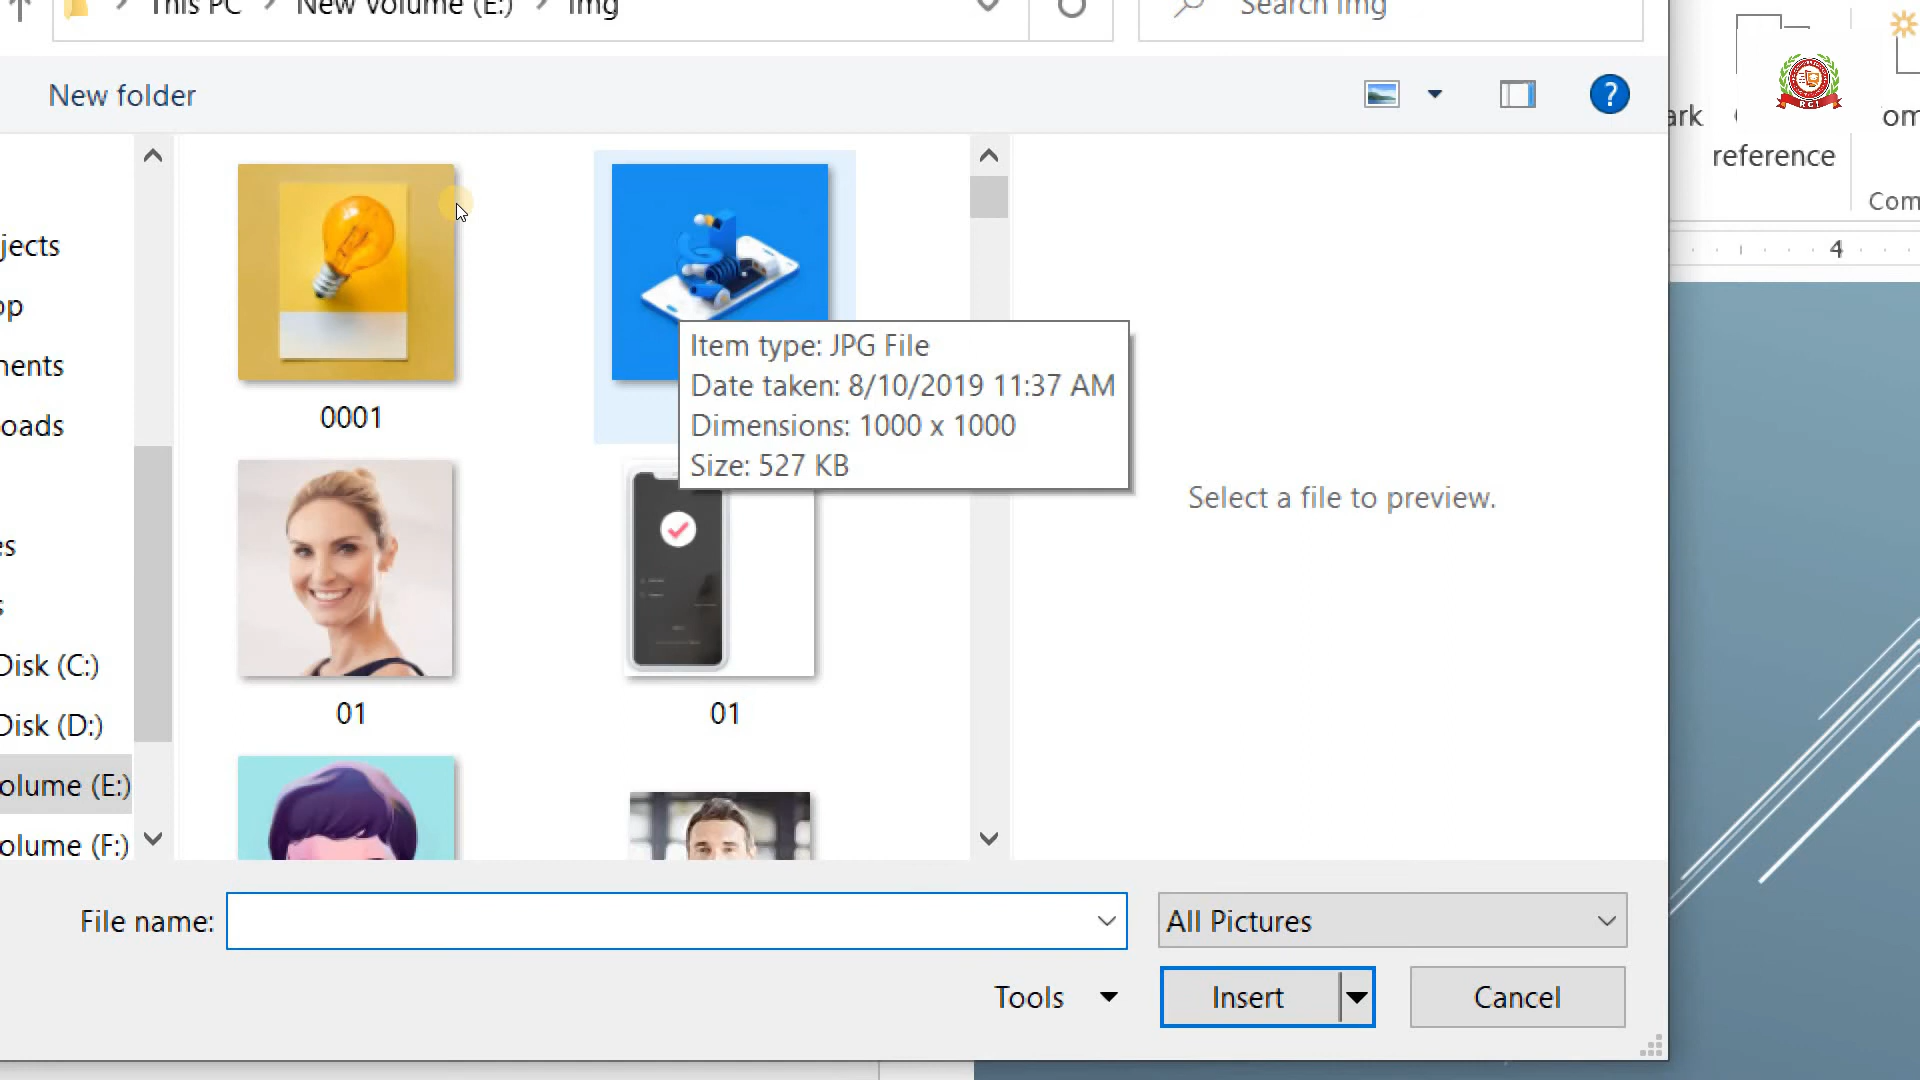 This PC
New Volume (E:)
Img
Search Img
New folder
?
ark
om
RGI
reference
Com
4
jects
op
nents
oads
es
s
Disk (C:)
Disk (D:)
olume (E:)
olume (F:)
0001
Item type: JPG File
Date taken: 8/10/2019 11:37 AM
Dimensions: 1000 x 1000
Size: 527 KB
01
01
Select a file to preview.
File name:
All Pictures
Tools
Insert
Cancel